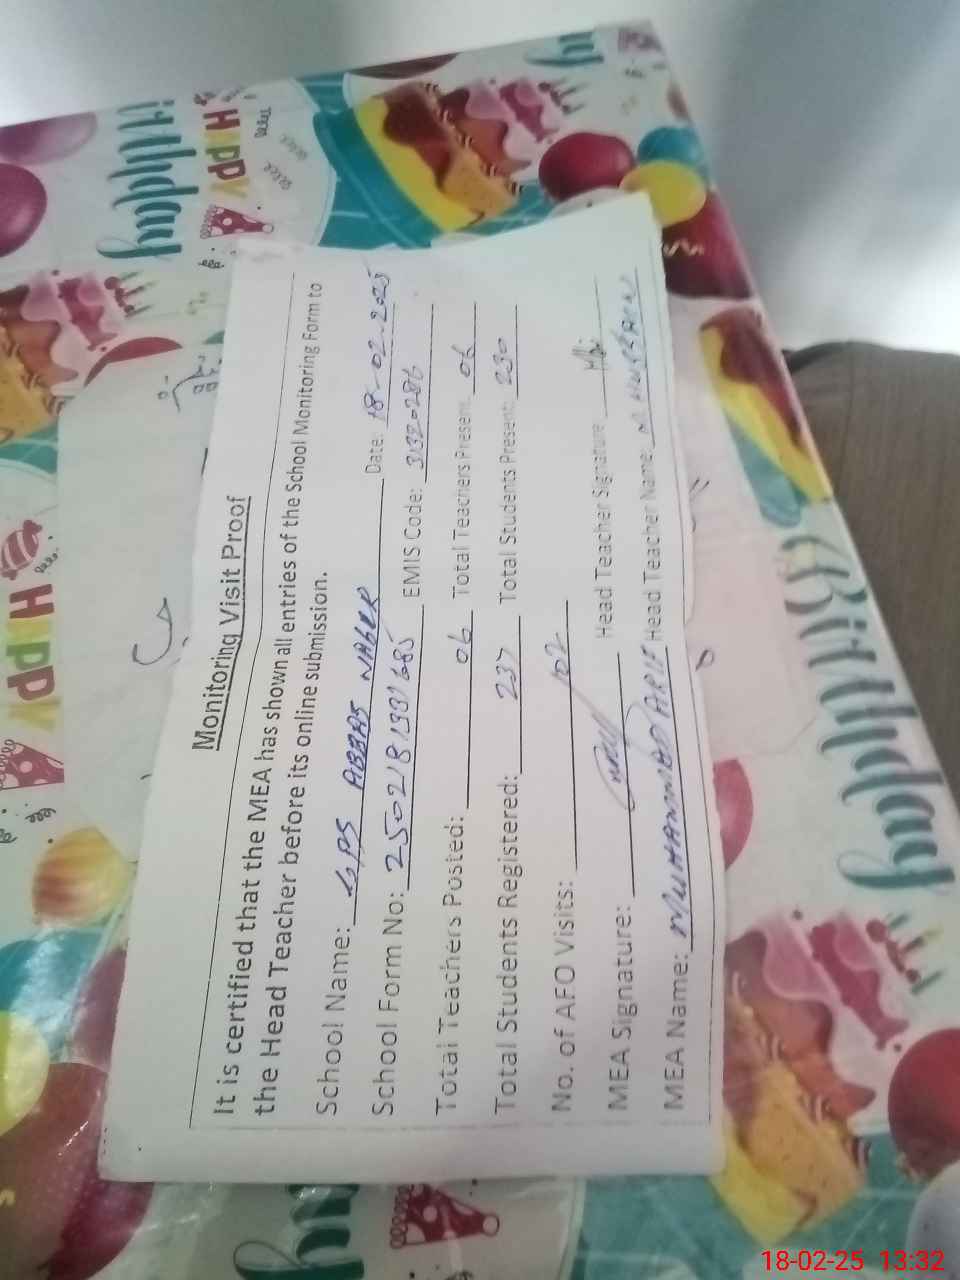 Monitoring Visit Proof
It is certified that the MEA has shown all entries of the School Monitoring Form to
the Head Teacher before its online submission.
School Name: GPS ABBAS NAGER Date: 18-02-2025
School Form No: EMIS Code: 31320286
Total Teachers Posted: 06 Total Teachers Present: 06
Total Students Registered: 237 Total Students Present: 230
No. of AFO Visits: 02
MEA Signature: Head Teacher Signature
MEA Name: MUHAMMAD ARIF Head Teacher Name:
Happy
birthday
Happy
Birthday
18-02-25 13:32